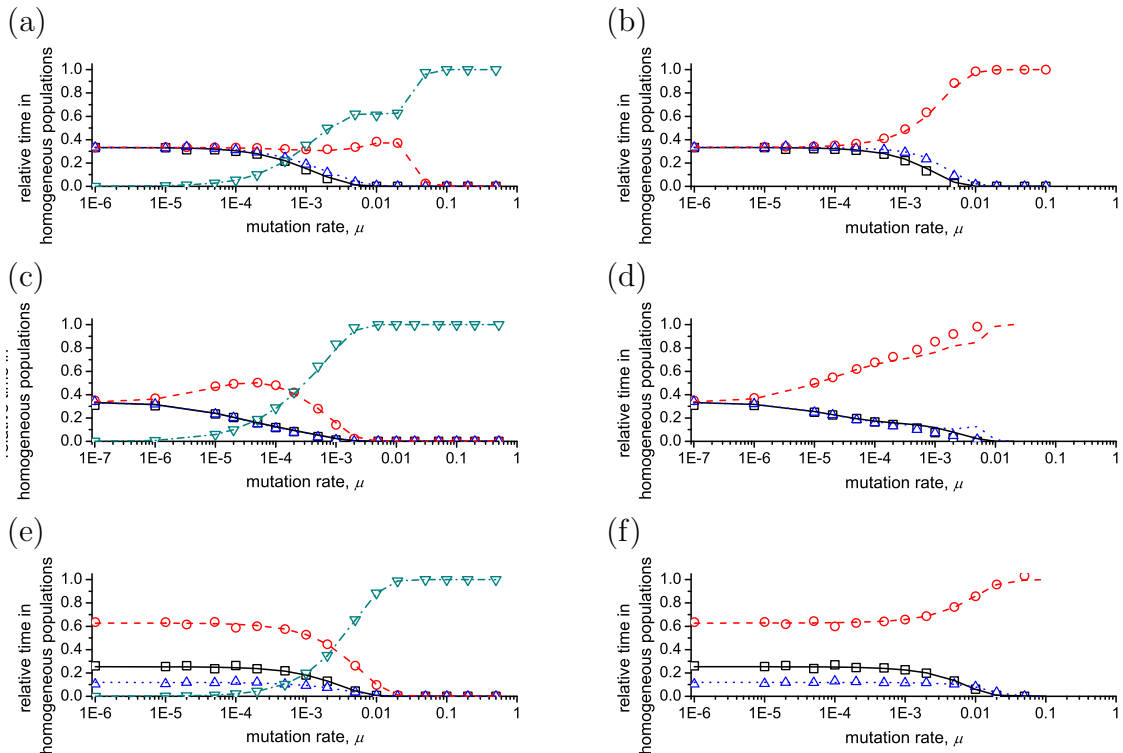 (a)
relative time in
homogeneous populations
1.0
0.8
0.6
0.4
0.2
0.0
1E-6 1E-5 1E-4 1E-3 0.01 0.1 1
mutation rate, μ
(b)
relative time in
homogeneous populations
1.0
0.8
0.6
0.4
0.2
0.0
1E-6 1E-5 1E-4 1E-3 0.01 0.1 1
mutation rate, μ
(c)
relative time in
homogeneous populations
1.0
0.8
0.6
0.4
0.2
0.0
1E-7 1E-6 1E-5 1E-4 1E-3 0.01 0.1 1
mutation rate, μ
(d)
relative time in
homogeneous populations
1.0
0.8
0.6
0.4
0.2
0.0
1E-7 1E-6 1E-5 1E-4 1E-3 0.01 0.1 1
mutation rate, μ
(e)
relative time in
homogeneous populations
1.0
0.8
0.6
0.4
0.2
0.0
1E-6 1E-5 1E-4 1E-3 0.01 0.1 1
mutation rate, μ
(f)
relative time in
homogeneous populations
1.0
0.8
0.6
0.4
0.2
0.0
1E-6 1E-5 1E-4 1E-3 0.01 0.1 1
mutation rate, μ